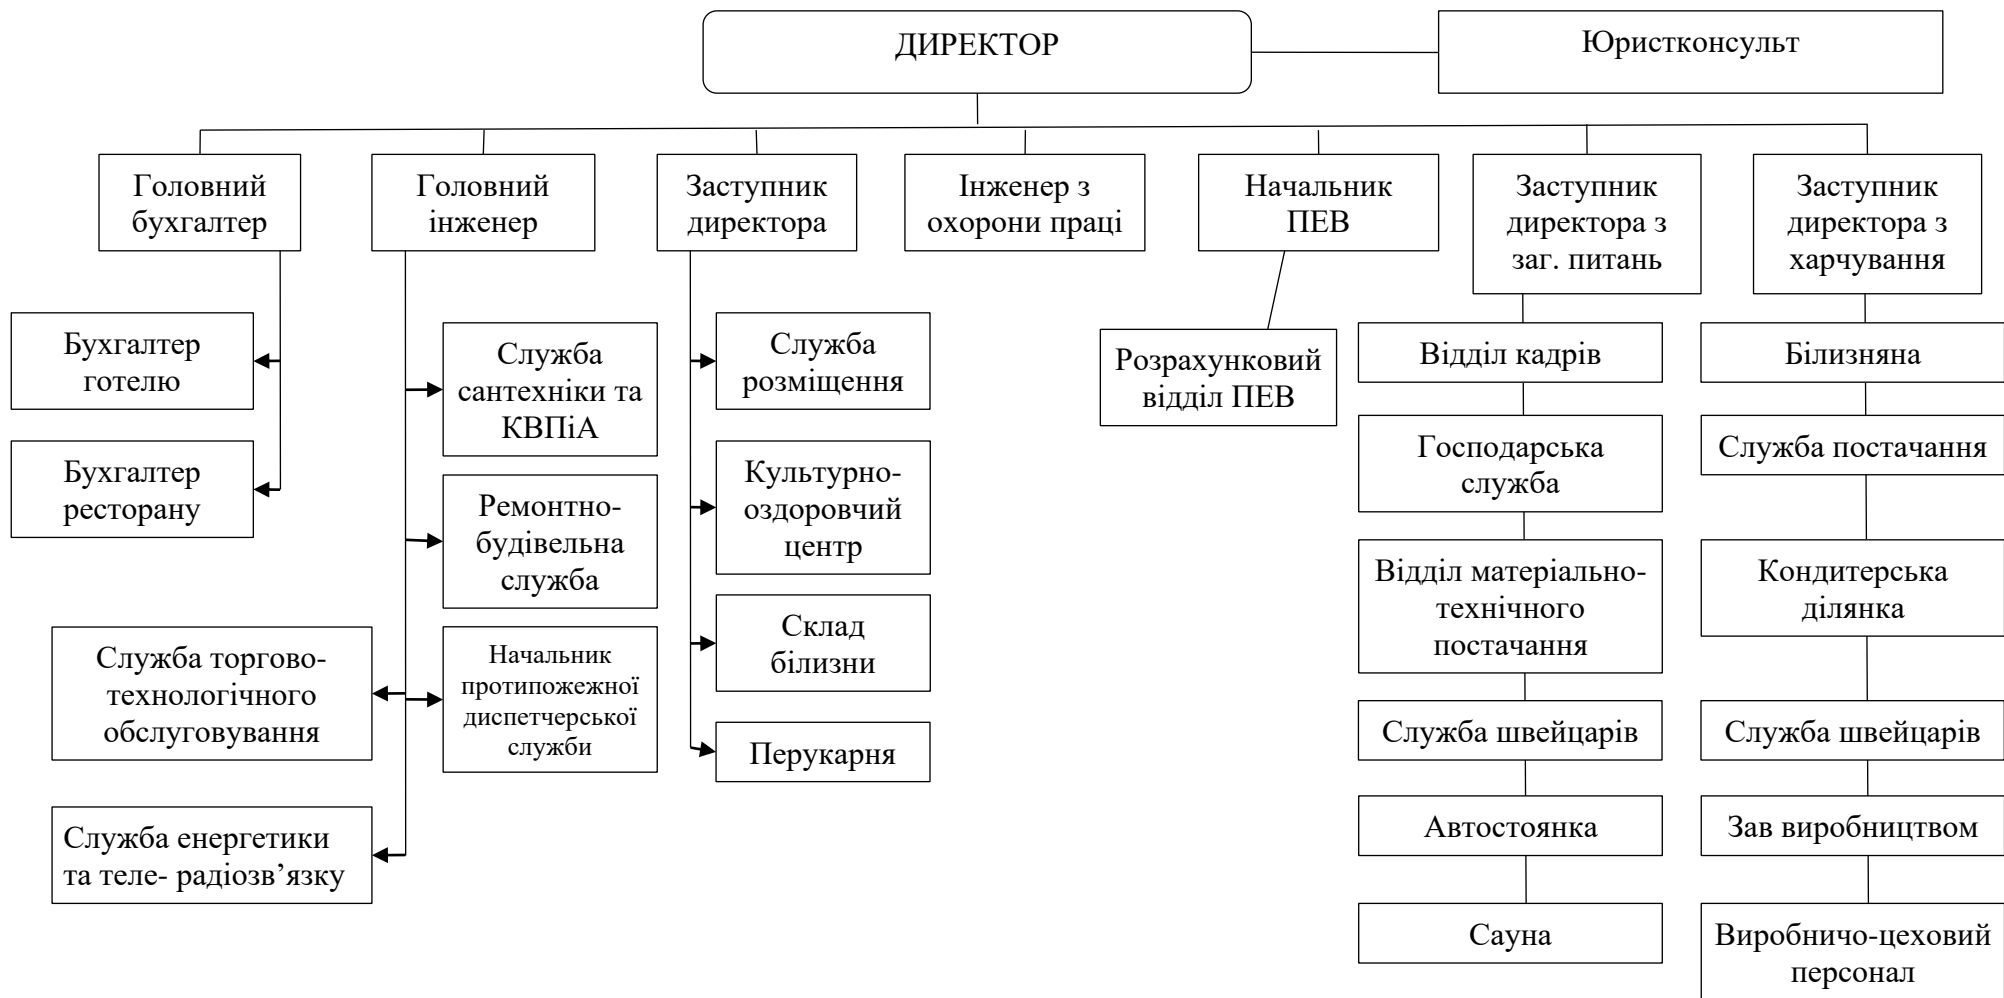 ДИРЕКТОР
Юристконсульт
Головний
бухгалтер
Головний
інженер
Заступник
директора
Інженер з
охорони праці
Начальник
ПЕВ
Заступник
директора з
заг. питань
Заступник
директора з
харчування
Бухгалтер
готелю
Бухгалтер
ресторану
Служба
сантехніки та
КВПіА
Ремонтно-
будівельна
служба
Начальник
протипожежної
диспетчерської
служби
Служба торгово-
технологічного
обслуговування
Служба енергетики
та теле- радіозв’язку
Служба
розміщення
Культурно-
оздоровчий
центр
Склад
білизни
Перукарня
Розрахунковий
відділ ПЕВ
Відділ кадрів
Господарська
служба
Відділ матеріально-
технічного
постачання
Служба швейцарів
Автостоянка
Сауна
Білизняна
Служба постачання
Кондитерська
ділянка
Служба швейцарів
Зав виробництвом
Виробничо-цеховий
персонал